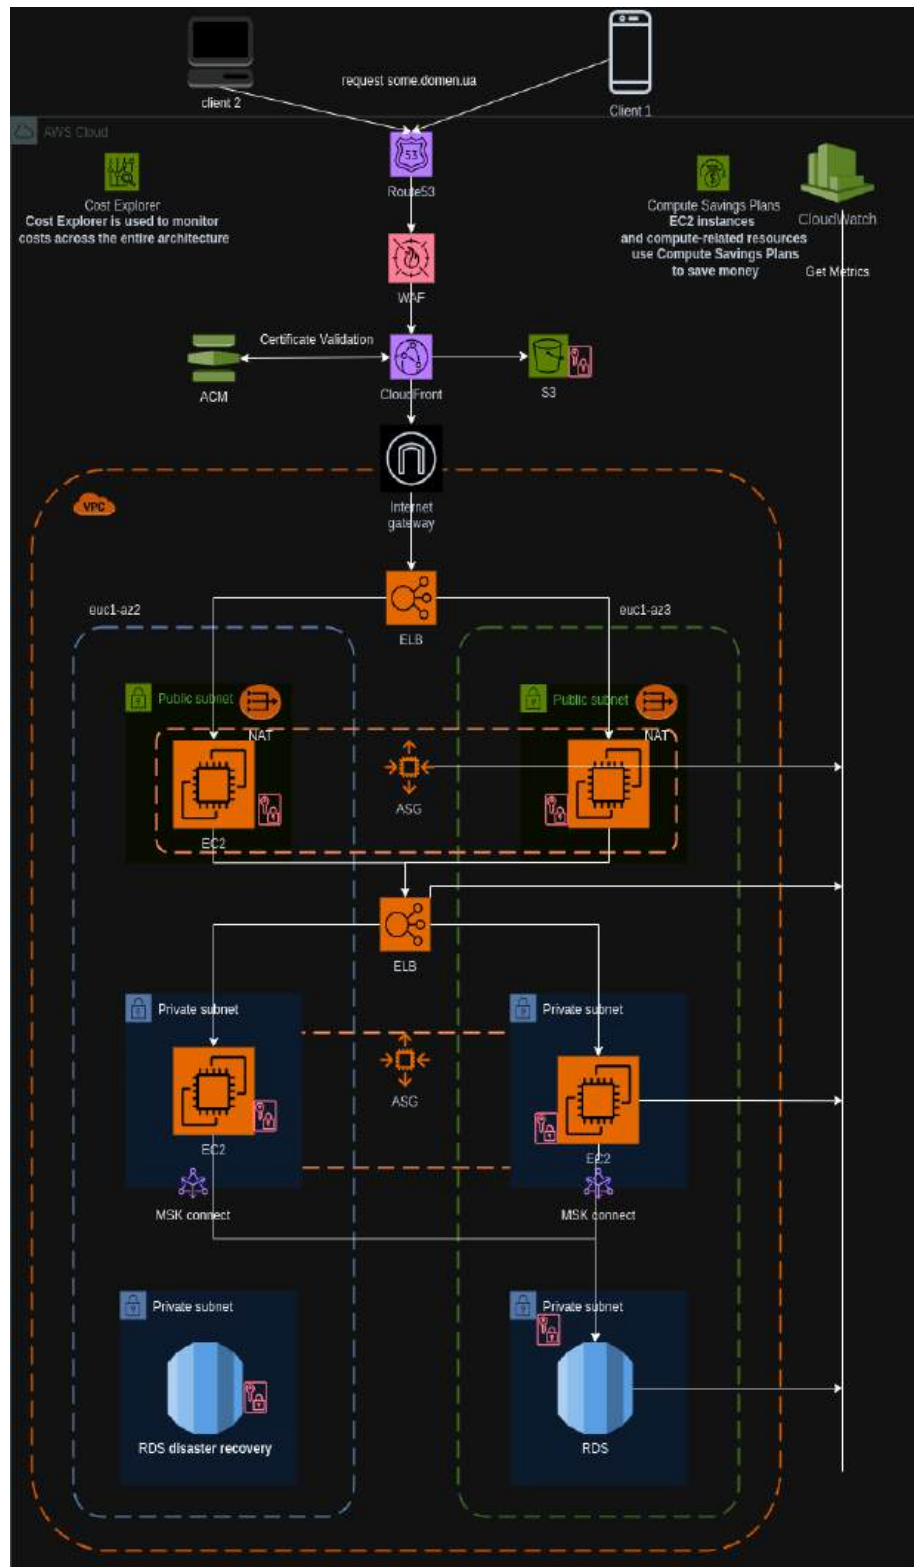 request some.domen.ua
client 2
Client 1
AWS Cloud
53
Route53
Cost Explorer
Cost Explorer is used to monitor
costs across the entire architecture
Compute Savings Plans
EC2 instances
and compute-related resources
use Compute Savings Plans
to save money
CloudWatch
Get Metrics
WAF
Certificate Validation
ACM
CloudFront
S3
Internet
gateway
VPC
euc1-az2
euc1-az3
ELB
Public subnet
NAT
Public subnet
NAT
EC2
ASG
ELB
Private subnet
Private subnet
EC2
ASG
EC2
MSK connect
MSK connect
Private subnet
Private subnet
RDS disaster recovery
RDS